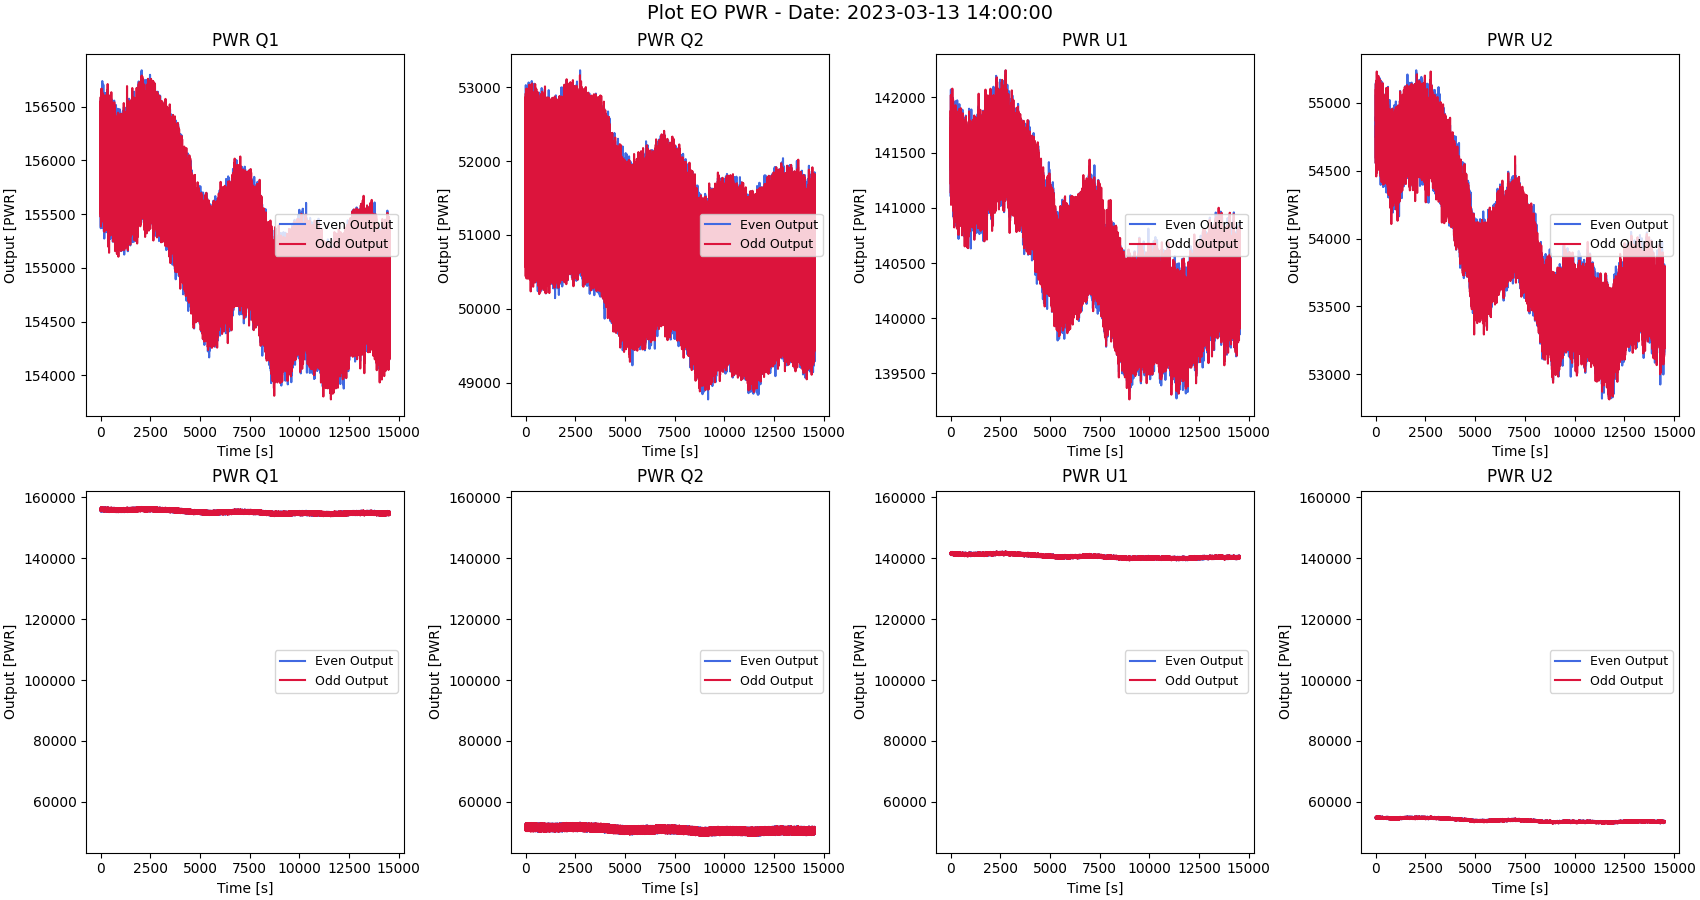 Plot EO PWR - Date: 2023-03-13 14:00:00
PWR Q1
Output [PWR]
156500
156000
155500
155000
154500
154000
Even Output
Odd Output
0 2500 5000 7500 10000 12500 15000
Time [s]
PWR Q2
Output [PWR]
53000
52000
51000
50000
49000
Even Output
Odd Output
0 2500 5000 7500 10000 12500 15000
Time [s]
PWR U1
Output [PWR]
142000
141500
141000
140500
140000
139500
Even Output
Odd Output
0 2500 5000 7500 10000 12500 15000
Time [s]
PWR U2
Output [PWR]
55000
54500
54000
53500
53000
Even Output
Odd Output
0 2500 5000 7500 10000 12500 15000
Time [s]
PWR Q1
Output [PWR]
160000
140000
120000
100000
80000
60000
Even Output
Odd Output
0 2500 5000 7500 10000 12500 15000
Time [s]
PWR Q2
Output [PWR]
160000
140000
120000
100000
80000
60000
Even Output
Odd Output
0 2500 5000 7500 10000 12500 15000
Time [s]
PWR U1
Output [PWR]
160000
140000
120000
100000
80000
60000
Even Output
Odd Output
0 2500 5000 7500 10000 12500 15000
Time [s]
PWR U2
Output [PWR]
160000
140000
120000
100000
80000
60000
Even Output
Odd Output
0 2500 5000 7500 10000 12500 15000
Time [s]